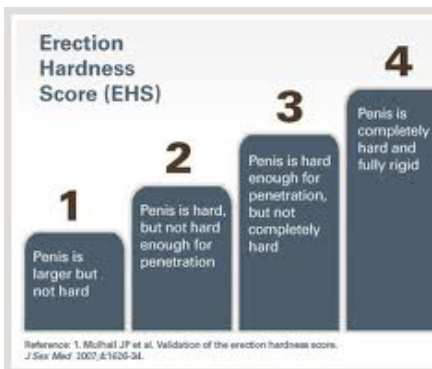 Erection
Hardness
Score (EHS)
1
Penis is
larger but
not hard
2
Penis is hard,
but not hard
enough for
penetration
3
Penis is hard
enough for
penetration,
but not
completely
hard
4
Penis is
completely
hard and
fully rigid
Reference: 1. Mulhall JP et al. Validation of the erection hardness score.
J Sex Med 2007;4:1626-34.